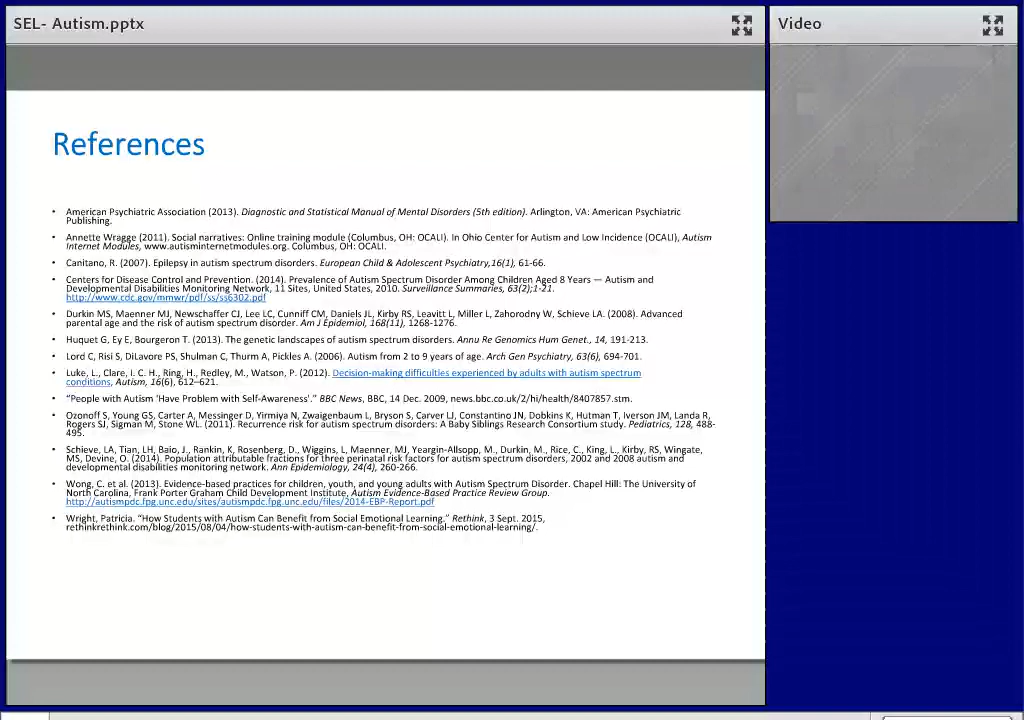 SEL- Autism.pptx
Video
References
• American Psychiatric Association (2013). Diagnostic and Statistical Manual of Mental Disorders (5th edition). Arlington, VA: American Psychiatric
Publishing.
• Annette Wragge (2011). Social narratives: Online training module (Columbus, OH: OCALI). In Ohio Center for Autism and Low Incidence (OCALI), Autism
Internet Modules, www.autisminternetmodules.org. Columbus, OH: OCALI.
• Canitano, R. (2007). Epilepsy in autism spectrum disorders. European Child & Adolescent Psychiatry,16(1), 61-66.
• Centers for Disease Control and Prevention. (2014). Prevalence of Autism Spectrum Disorder Among Children Aged 8 Years — Autism and
Developmental Disabilities Monitoring Network, 11 Sites, United States, 2010. Surveillance Summaries, 63(2);1-21.
http://www.cdc.gov/mmwr/pdf/ss/ss6302.pdf
• Durkin MS, Maenner MJ, Newschaffer CJ, Lee LC, Cunniff CM, Daniels JL, Kirby RS, Leavitt L, Miller L, Zahorodny W, Schieve LA. (2008). Advanced
parental age and the risk of autism spectrum disorder. Am J Epidemiol, 168(11), 1268-1276.
• Huquet G, Ey E, Bourgeron T. (2013). The genetic landscapes of autism spectrum disorders. Annu Re Genomics Hum Genet., 14, 191-213.
• Lord C, Risi S, DiLavore PS, Shulman C, Thurm A, Pickles A. (2006). Autism from 2 to 9 years of age. Arch Gen Psychiatry, 63(6), 694-701.
• Luke, L., Clare, I. C. H., Ring, H., Redley, M., Watson, P. (2012). Decision-making difficulties experienced by adults with autism spectrum
conditions, Autism, 16(6), 612–621.
• “People with Autism 'Have Problem with Self-Awareness'.” BBC News, BBC, 14 Dec. 2009, news.bbc.co.uk/2/hi/health/8407857.stm.
• Ozonoff S, Young GS, Carter A, Messinger D, Yirmiya N, Zwaigenbaum L, Bryson S, Carver LJ, Constantino JN, Dobkins K, Hutman T, Iverson JM, Landa R,
Rogers SJ, Sigman M, Stone WL. (2011). Recurrence risk for autism spectrum disorders: A Baby Siblings Research Consortium study. Pediatrics, 128, 488-
495.
• Schieve, LA, Tian, LH, Baio, J., Rankin, K, Rosenberg, D., Wiggins, L, Maenner, MJ, Yeargin-Allsopp, M., Durkin, M., Rice, C., King, L., Kirby, RS, Wingate,
MS, Devine, O. (2014). Population attributable fractions for three perinatal risk factors for autism spectrum disorders, 2002 and 2008 autism and
developmental disabilities monitoring network. Ann Epidemiology, 24(4), 260-266.
• Wong, C. et al. (2013). Evidence-based practices for children, youth, and young adults with Autism Spectrum Disorder. Chapel Hill: The University of
North Carolina, Frank Porter Graham Child Development Institute, Autism Evidence-Based Practice Review Group.
http://autismpdc.fpg.unc.edu/sites/autismpdc.fpg.unc.edu/files/2014-EBP-Report.pdf
• Wright, Patricia. “How Students with Autism Can Benefit from Social Emotional Learning.” Rethink, 3 Sept. 2015,
rethinkrethink.com/blog/2015/08/04/how-students-with-autism-can-benefit-from-social-emotional-learning/.